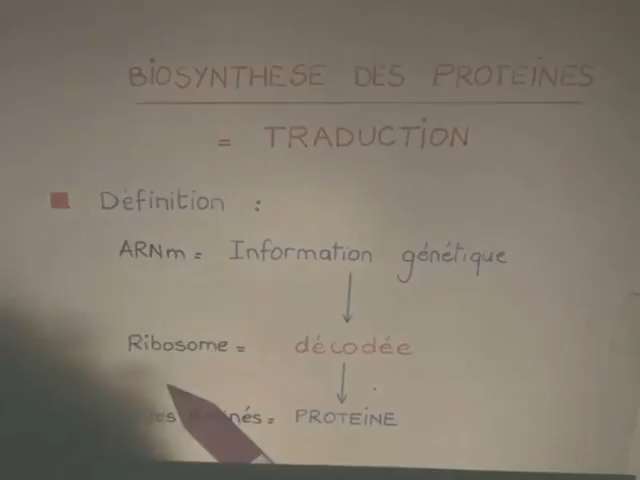 BIOSYNTHESE DES PROTEINES
= TRADUCTION
Définition :
ARNm = Information génétique
Ribosome = décodée
= PROTEINE